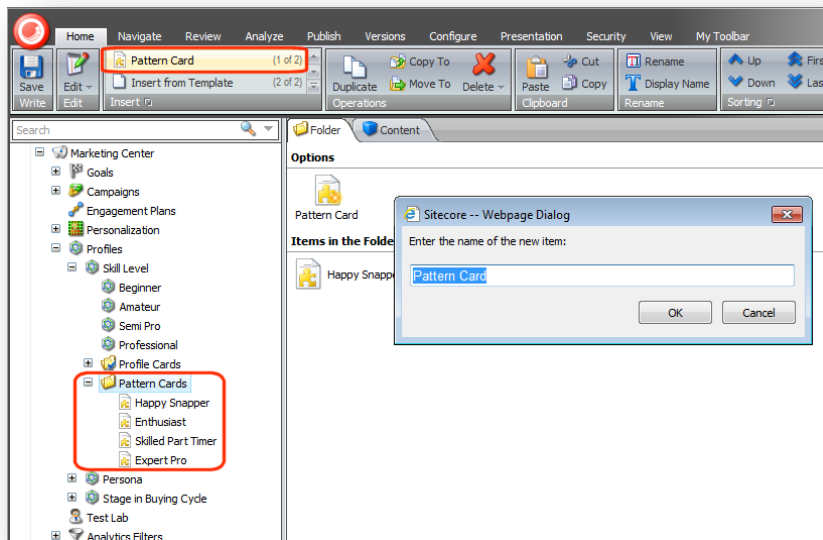 Home Navigate Review Analyze Publish Versions Configure Presentation Security View My Toolbar
Save
Write
Edit
Edit
Pattern Card (1 of 2)
Insert from Template (2 of 2)
Insert
Duplicate
Copy To
Move To
Delete
Operations
Paste
Cut
Copy
Clipboard
Rename
Display Name
Rename
Up
Down
Firs
Las
Sorting
Search
Marketing Center
Goals
Campaigns
Engagement Plans
Personalization
Profiles
Skill Level
Beginner
Amateur
Semi Pro
Professional
Profile Cards
Pattern Cards
Happy Snapper
Enthusiast
Skilled Part Timer
Expert Pro
Persona
Stage in Buying Cycle
Test Lab
Analytics Filters
Folder Content
Options
Pattern Card
Items in the Folde
Happy Snappe
Sitecore -- Webpage Dialog
Enter the name of the new item:
Pattern Card
OK Cancel